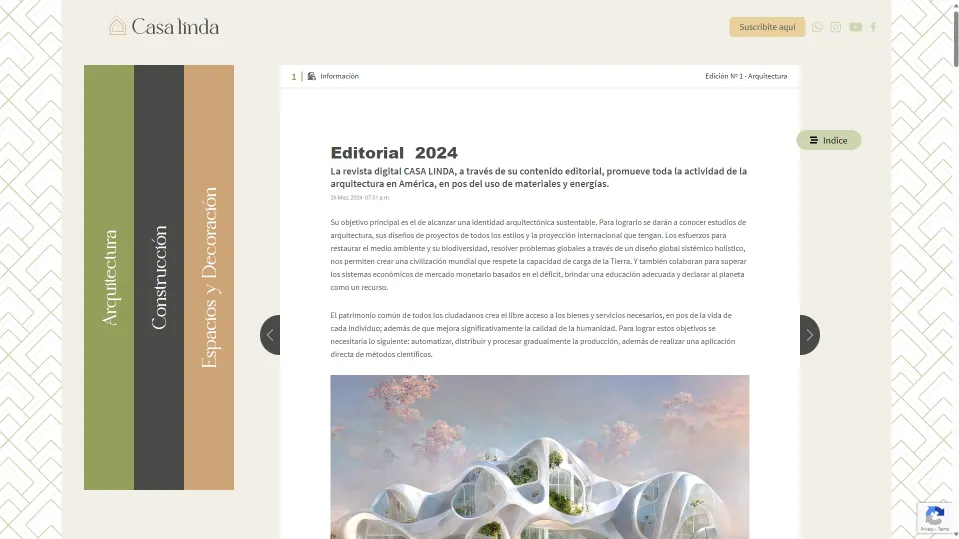 Casa linda
Suscribite aquí
Arquitectura
Construcción
Espacios y Decoración
1
Información
Edición Nº 1 - Arquitectura
Indice
Editorial 2024
La revista digital CASA LINDA, a través de su contenido editorial, promueve toda la actividad de la
arquitectura en América, en pos del uso de materiales y energías.
26 May, 2024 07:51 p.m.
Su objetivo principal es el de alcanzar una identidad arquitectónica sustentable. Para lograrlo se darán a conocer estudios de
arquitectura, sus diseños de proyectos de todos los estilos y la proyección internacional que tengan. Los esfuerzos para
restaurar el medio ambiente y su biodiversidad, resolver problemas globales a través de un diseño global sistémico holístico,
nos permiten crear una civilización mundial que respete la capacidad de carga de la Tierra. Y también colaboran para superar
los sistemas económicos de mercado monetario basados en el déficit, brindar una educación adecuada y declarar al planeta
como un recurso.
El patrimonio común de todos los ciudadanos crea el libre acceso a los bienes y servicios necesarios, en pos de la vida de
cada individuo; además de que mejora significativamente la calidad de la humanidad. Para lograr estos objetivos se
necesitaría lo siguiente: automatizar, distribuir y procesar gradualmente la producción, además de realizar una aplicación
directa de métodos científicos.
Privacy - Terms